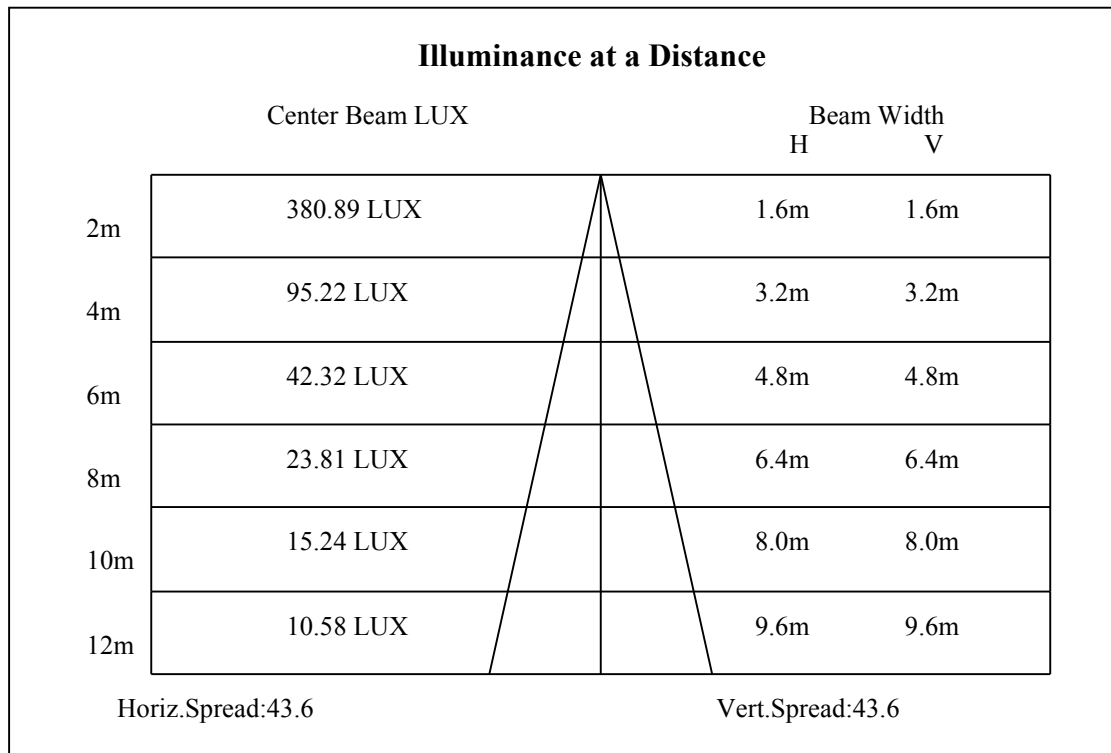 Illuminance at a Distance
Center Beam LUX Beam Width
H V
2m 380.89 LUX 1.6m 1.6m
4m 95.22 LUX 3.2m 3.2m
6m 42.32 LUX 4.8m 4.8m
8m 23.81 LUX 6.4m 6.4m
10m 15.24 LUX 8.0m 8.0m
12m 10.58 LUX 9.6m 9.6m
Horiz.Spread:43.6 Vert.Spread:43.6